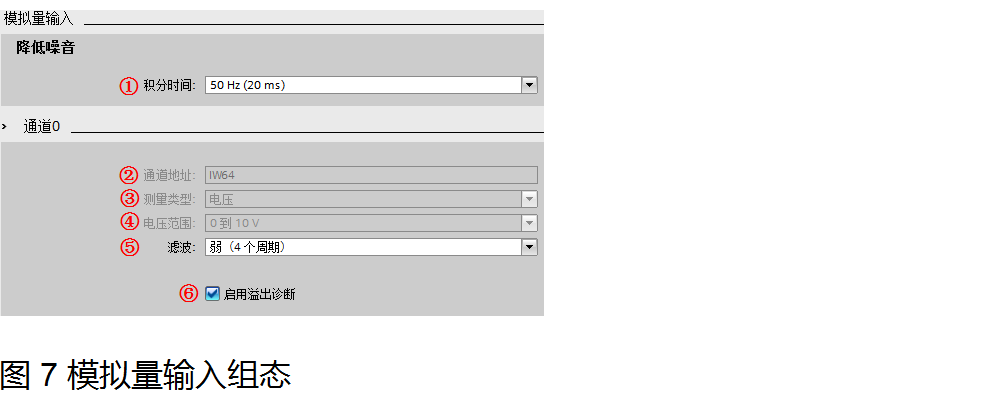 模拟量输入
降低噪音
① 积分时间: 50 Hz (20 ms)
通道0
② 通道地址: IW64
③ 测量类型: 电压
④ 电压范围: 0 到 10 V
⑤ 滤波: 弱（4 个周期）
⑥ 启用溢出诊断
图 7 模拟量输入组态